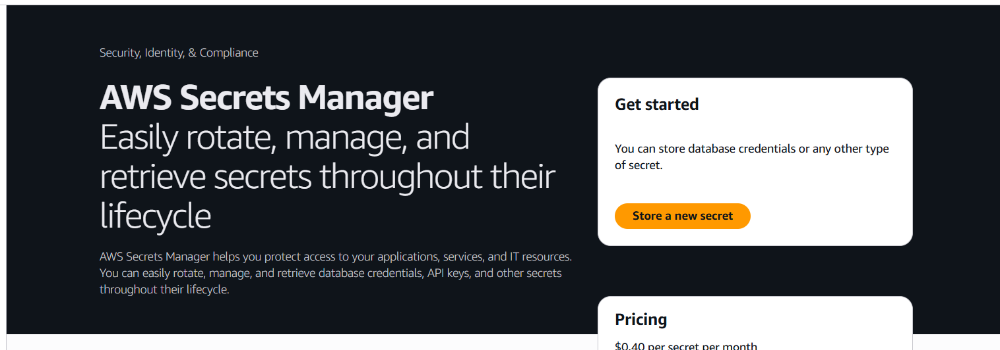 Security, Identity, & Compliance
AWS Secrets Manager
Easily rotate, manage, and
retrieve secrets throughout their
lifecycle
AWS Secrets Manager helps you protect access to your applications, services, and IT resources.
You can easily rotate, manage, and retrieve database credentials, API keys, and other secrets
throughout their lifecycle.
Get started
You can store database credentials or any other type
of secret.
Store a new secret
Pricing
$0.40 per secret per month